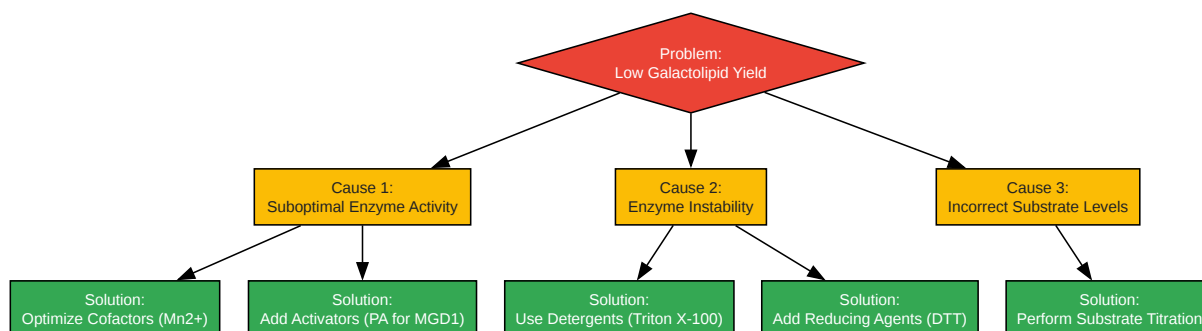 Problem:
Low Galactolipid Yield
Cause 1:
Suboptimal Enzyme Activity
Cause 2:
Enzyme Instability
Cause 3:
Incorrect Substrate Levels
Solution:
Optimize Cofactors (Mn2+)
Solution:
Add Activators (PA for MGD1)
Solution:
Use Detergents (Triton X-100)
Solution:
Add Reducing Agents (DTT)
Solution:
Perform Substrate Titration